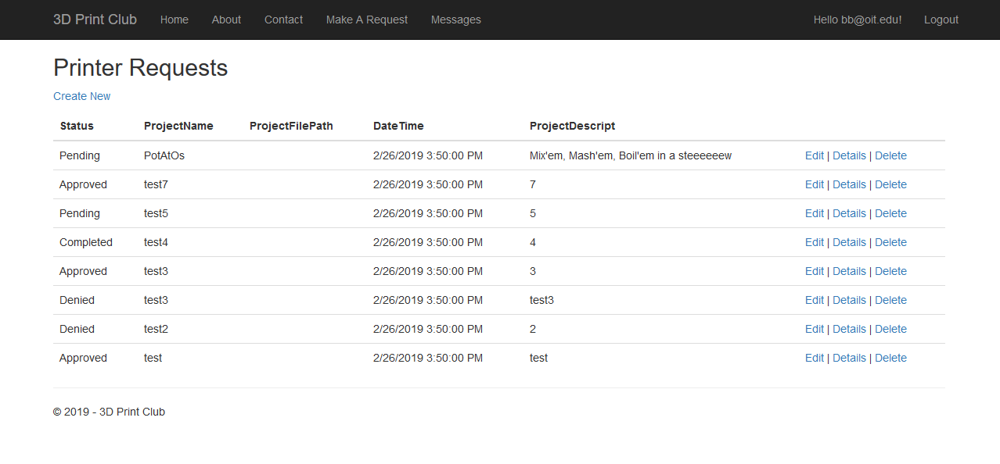 3D Print Club Home About Contact Make A Request Messages Hello bb@oit.edu! Logout
Printer Requests
Create New
Status ProjectName ProjectFilePath DateTime ProjectDescript
Pending PotAtOs 2/26/2019 3:50:00 PM Mix'em, Mash'em, Boil'em in a steeeeeew Edit | Details | Delete
Approved test7 2/26/2019 3:50:00 PM 7 Edit | Details | Delete
Pending test5 2/26/2019 3:50:00 PM 5 Edit | Details | Delete
Completed test4 2/26/2019 3:50:00 PM 4 Edit | Details | Delete
Approved test3 2/26/2019 3:50:00 PM 3 Edit | Details | Delete
Denied test3 2/26/2019 3:50:00 PM test3 Edit | Details | Delete
Denied test2 2/26/2019 3:50:00 PM 2 Edit | Details | Delete
Approved test 2/26/2019 3:50:00 PM test Edit | Details | Delete
© 2019 - 3D Print Club